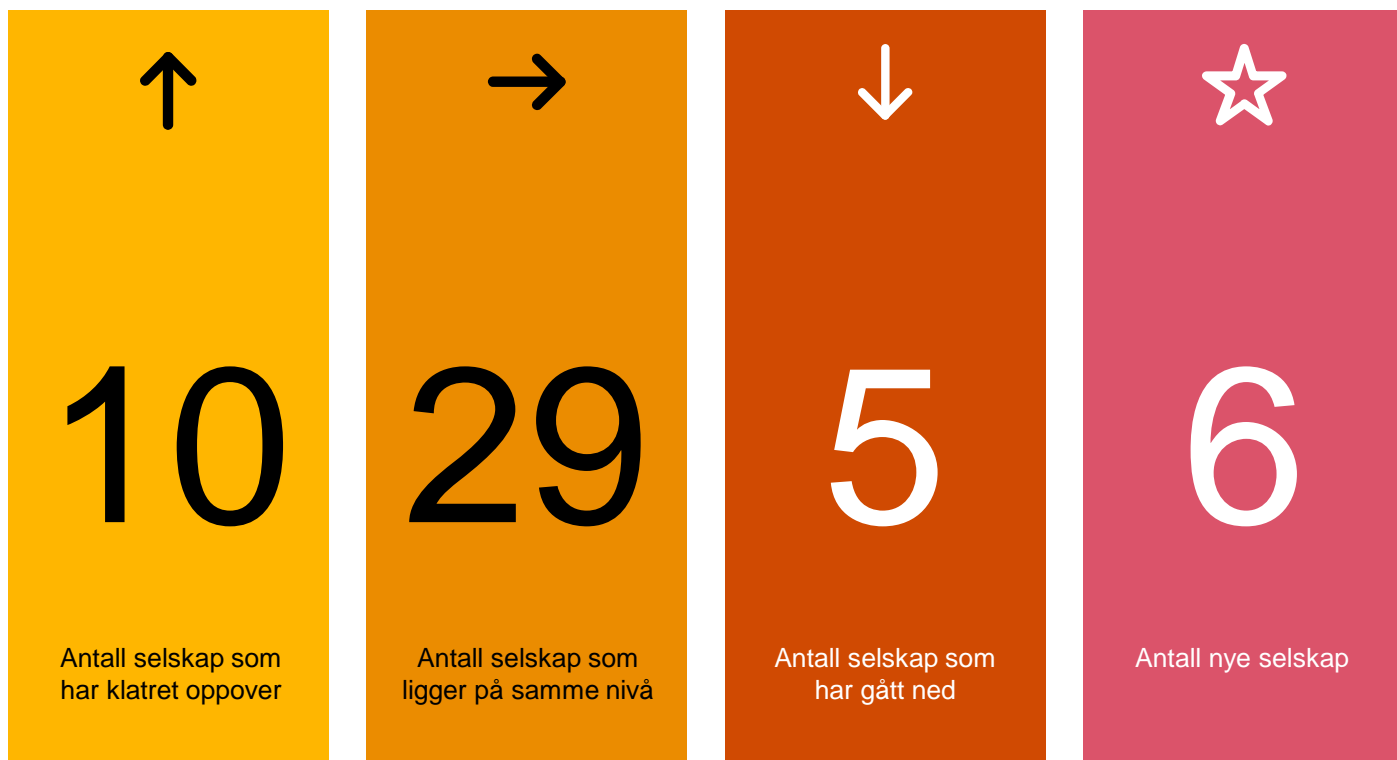 10
Antall selskap som
har klatret oppover
29
Antall selskap som
ligger på samme nivå
5
Antall selskap som
har gått ned
6
Antall nye selskap